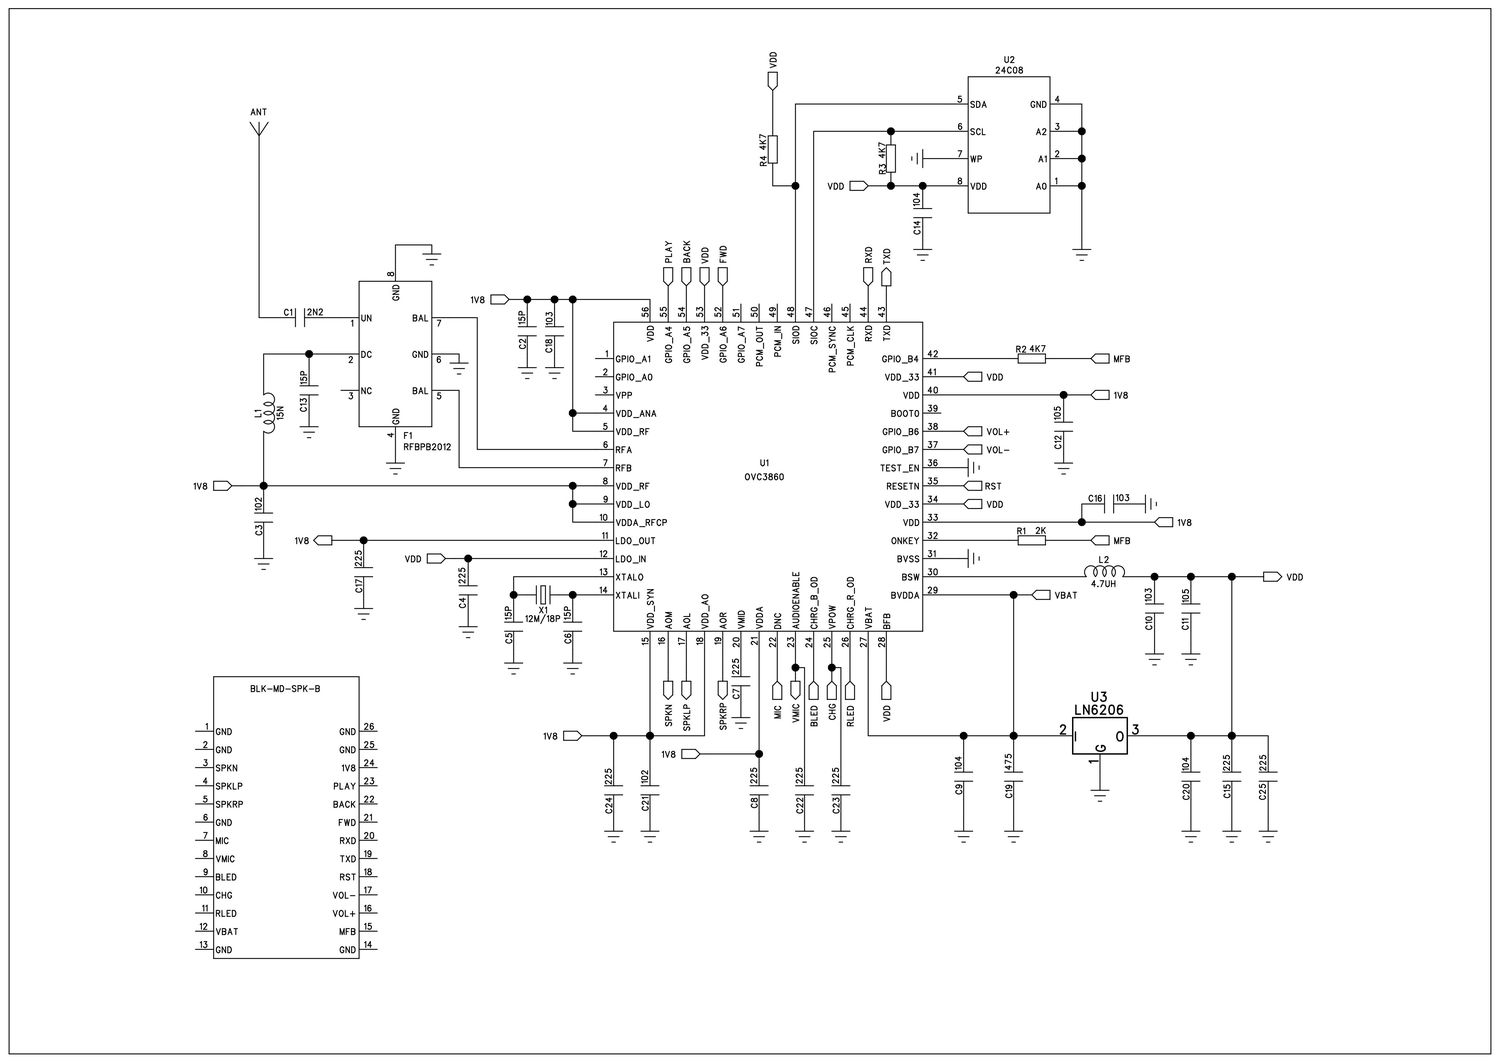 U2
24C08
VDD
R4 4K7
R3 4K7
5 SDA GND 4
6 SCL A2 3
7 WP A1 2
8 VDD A0 1
VDD
104
C14
ANT
C1 2N2
8
GND
1 UN BAL 7
2 DC GND 6
3 NC BAL 5
GND
4
F1
RFBPB2012
15P
C13
L1
15N
1V8
102
C3
1V8
15P
C2
103
C18
PLAY
BACK
VDD
FWD
RXD
TXD
56 VDD
55 GPIO_A4
54 GPIO_A5
53 VDD_33
52 GPIO_A6
51 GPIO_A7
50 PCM_OUT
49 PCM_IN
48 SIOD
47 SIOC
46 PCM_SYNC
45 PCM_CLK
44 RXD
43 TXD
U1
OVC3860
1 GPIO_A1
2 GPIO_A0
3 VPP
4 VDD_ANA
5 VDD_RF
6 RFA
7 RFB
8 VDD_RF
9 VDD_LO
10 VDDA_RFCP
11 LDO_OUT
12 LDO_IN
13 XTALO
14 XTALI
1V8
225
C17
VDD
225
C4
15P
C5
X1
12M/18P
15P
C6
GPIO_B4 42
VDD_33 41
VDD 40
BOOT0 39
GPIO_B6 38
GPIO_B7 37
TEST_EN 36
RESETN 35
VDD_33 34
VDD 33
ONKEY 32
BVSS 31
BSW 30
BVDDA 29
R2 4K7
MFB
VDD
1V8
105
C12
VOL+
VOL-
RST
VDD
C16 103
1V8
R1 2K
MFB
L2
4.7UH
VDD
VBAT
103
C10
105
C11
15 VDD_SYN
16 AOM
17 AOL
18 VDD_AO
19 AOR
20 VMID
21 VDDA
22 DNC
23 AUDIOENABLE
24 CHRG_B_OD
25 VPOW
26 CHRG_R_OD
27 VBAT
28 BFB
SPKN
SPKLP
SPKRP
225
C7
MIC
VMIC
BLED
CHG
RLED
VDD
1V8
1V8
225
C24
102
C21
225
C8
225
C22
225
C23
104
C9
475
C19
U3
LN6206
2 I O 3
G
1
104
C20
225
C15
225
C25
BLK-MD-SPK-B
1 GND GND 26
2 GND GND 25
3 SPKN 1V8 24
4 SPKLP PLAY 23
5 SPKRP BACK 22
6 GND FWD 21
7 MIC RXD 20
8 VMIC TXD 19
9 BLED RST 18
10 CHG VOL- 17
11 RLED VOL+ 16
12 VBAT MFB 15
13 GND GND 14